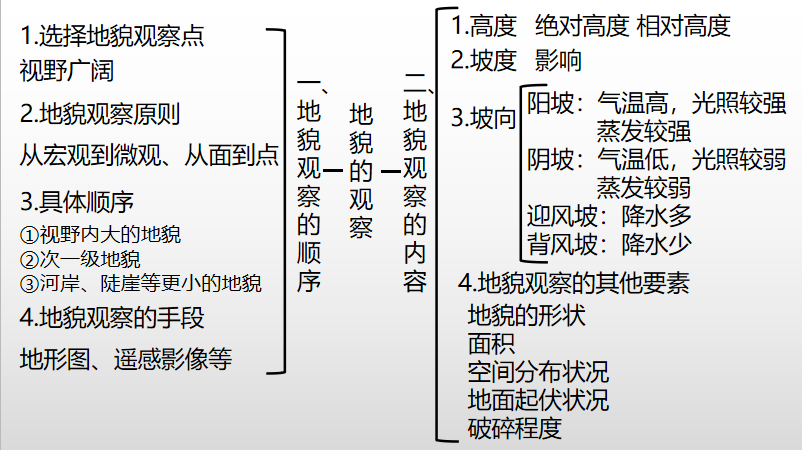 1.选择地貌观察点
视野广阔
2.地貌观察原则
从宏观到微观、从面到点
3.具体顺序
①视野内大的地貌
②次一级地貌
③河岸、陡崖等更小的地貌
4.地貌观察的手段
地形图、遥感影像等
一、地貌观察的顺序
地貌的观察
二、地貌观察的内容
1.高度 绝对高度 相对高度
2.坡度 影响
3.坡向
阳坡：气温高，光照较强
蒸发较强
阴坡：气温低，光照较弱
蒸发较弱
迎风坡：降水多
背风坡：降水少
4.地貌观察的其他要素
地貌的形状
面积
空间分布状况
地面起伏状况
破碎程度